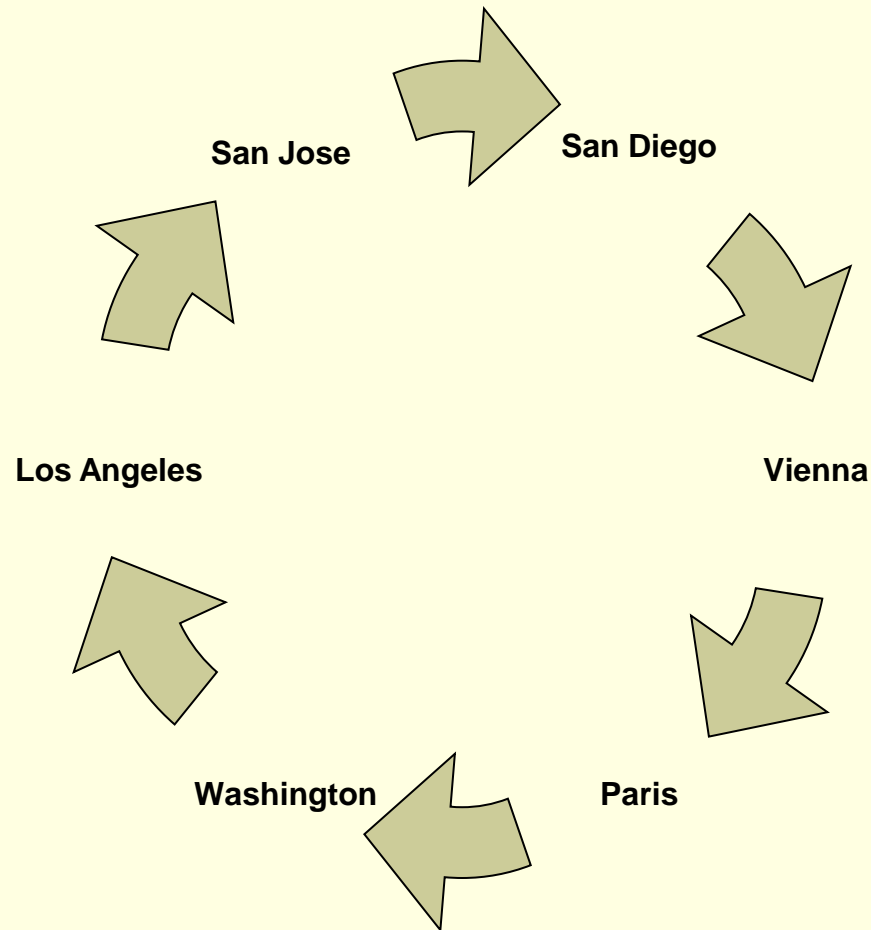 San Jose
San Diego
Los Angeles
Vienna
Washington
Paris